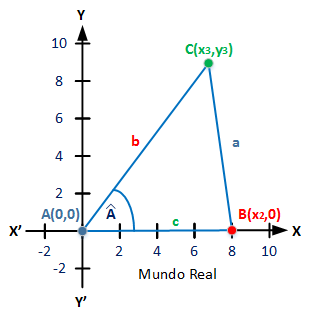 Y
10
C(x3,y3)
8
6
b
a
4
2
A(0,0)
Â
c
B(x2,0)
X'
X
-2
2
4
6
8
10
-2
Mundo Real
Y'